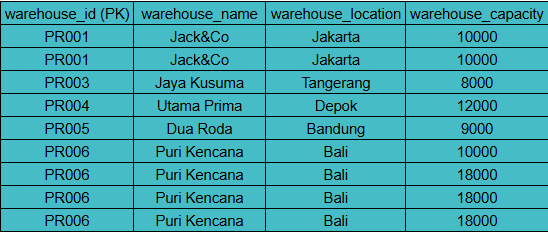 warehouse_id (PK) warehouse_name warehouse_location warehouse_capacity
PR001 Jack&Co Jakarta 10000
PR001 Jack&Co Jakarta 10000
PR003 Jaya Kusuma Tangerang 8000
PR004 Utama Prima Depok 12000
PR005 Dua Roda Bandung 9000
PR006 Puri Kencana Bali 10000
PR006 Puri Kencana Bali 18000
PR006 Puri Kencana Bali 18000
PR006 Puri Kencana Bali 18000